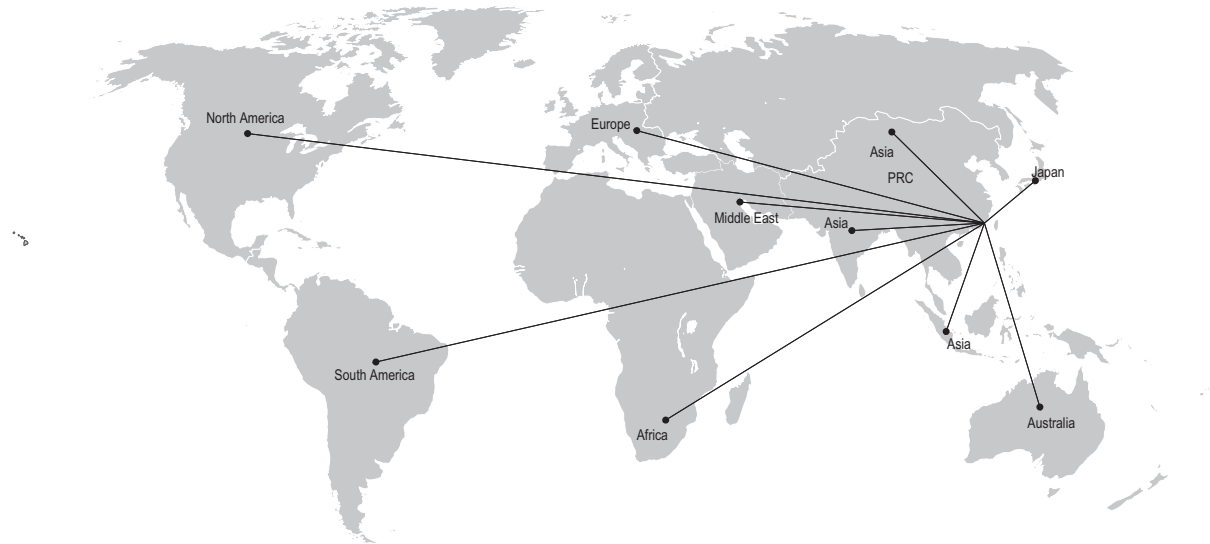 North America
Europe
Asia
PRC
Japan
Middle East
Asia
Asia
South America
Africa
Australia